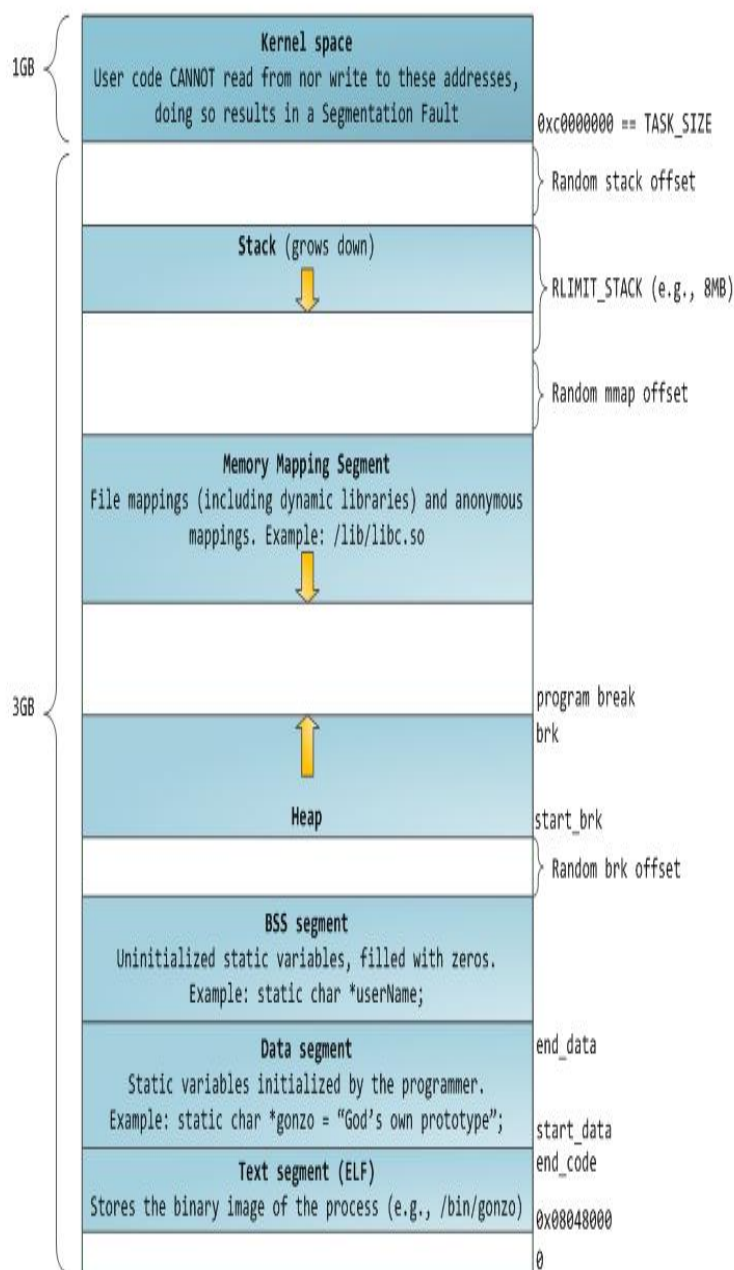 1GB
Kernel space
User code CANNOT read from nor write to these addresses,
doing so results in a Segmentation Fault
0xc0000000 == TASK_SIZE
Random stack offset
Stack (grows down)
RLIMIT_STACK (e.g., 8MB)
Random mmap offset
Memory Mapping Segment
File mappings (including dynamic libraries) and anonymous
mappings. Example: /lib/libc.so
3GB
program break
brk
Heap
start_brk
Random brk offset
BSS segment
Uninitialized static variables, filled with zeros.
Example: static char *userName;
Data segment
Static variables initialized by the programmer.
Example: static char *gonzo = “God’s own prototype”;
end_data
start_data
end_code
Text segment (ELF)
Stores the binary image of the process (e.g., /bin/gonzo)
0x08048000
0